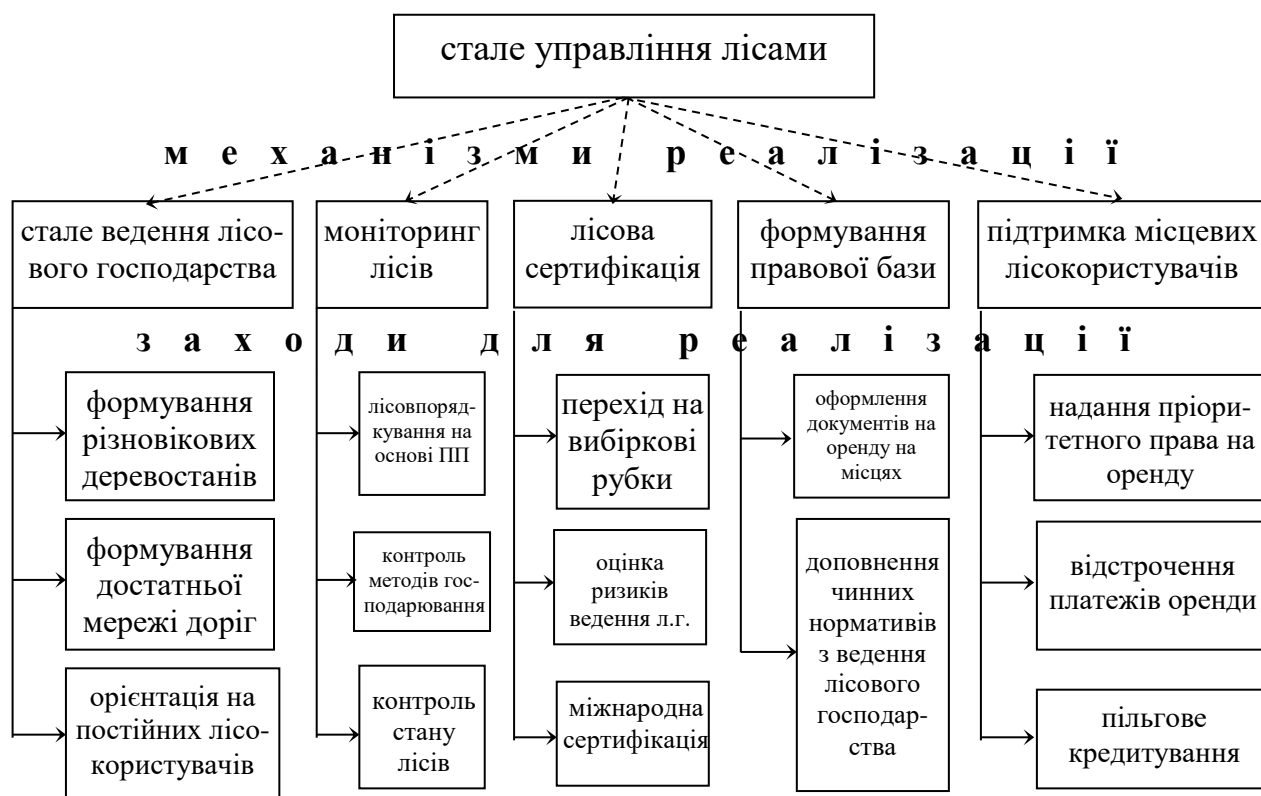 стале управління лісами
механізми реалізації
стале ведення лісо-
вого господарства
моніторинг
лісів
лісова
сертифікація
формування
правової бази
підтримка місцевих
лісокористувачів
заходи для реалізації
формування
різновікових
деревостанів
формування
достатньої
мережі доріг
орієнтація на
постійних лісо-
користувачів
лісовпоряд-
кування на
основі ПП
контроль
методів гос-
подарювання
контроль
стану
лісів
перехід на
вибіркові
рубки
оцінка
ризиків
ведення л.г.
міжнародна
сертифікація
оформлення
документів на
оренду на
місцях
доповнення
чинних
нормативів
з ведення
лісового
господар-
ства
надання пріори-
тетного права на
оренду
відстрочення
платежів оренди
пільгове
кредитування